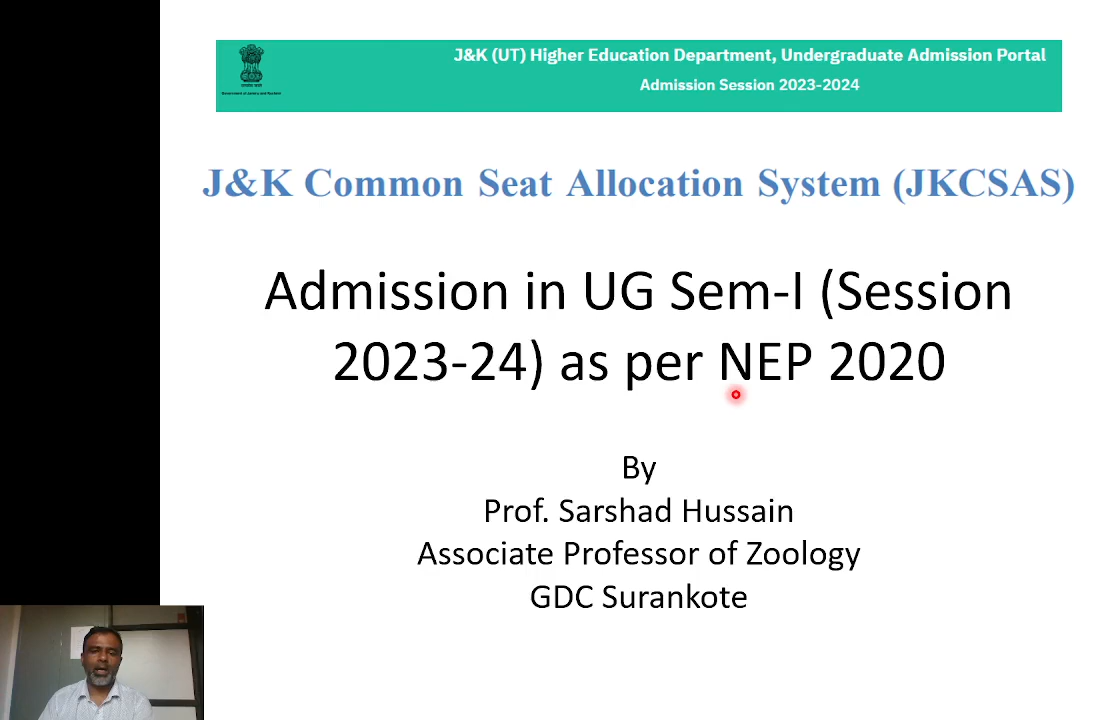 J&K (UT) Higher Education Department, Undergraduate Admission Portal
Admission Session 2023-2024
J&K Common Seat Allocation System (JKCSAS)
Admission in UG Sem-I (Session
2023-24) as per NEP 2020
By
Prof. Sarshad Hussain
Associate Professor of Zoology
GDC Surankote